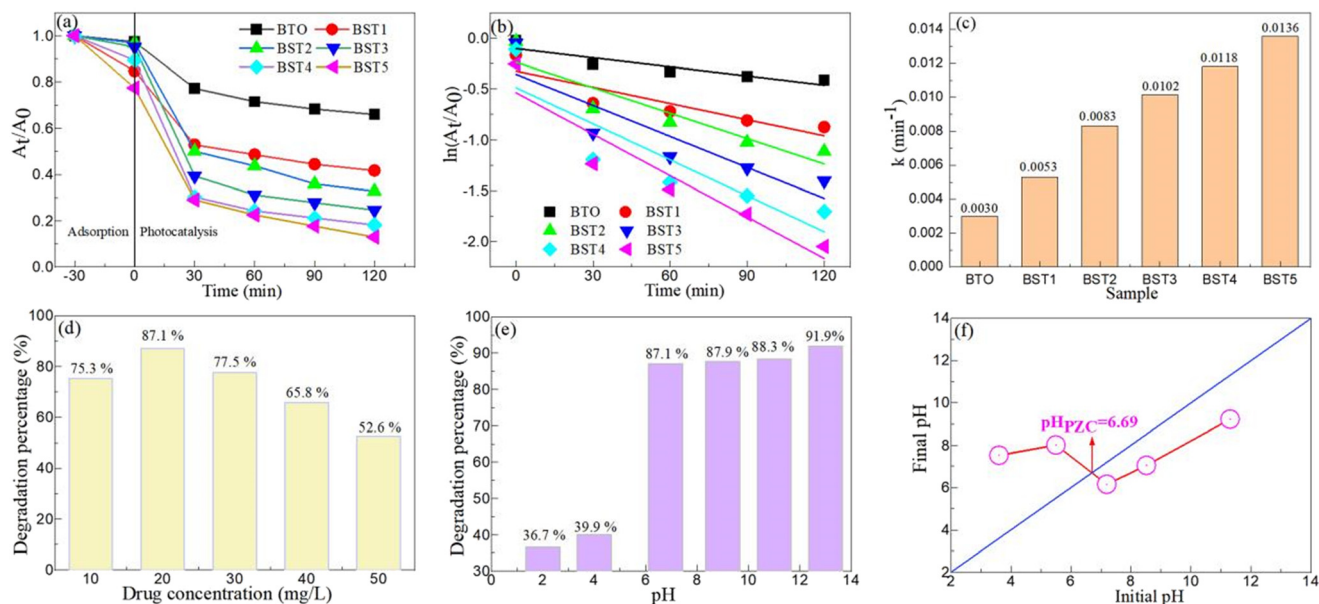 (a)
BTO
BST1
BST2
BST3
BST4
BST5
1.0
0.8
0.6
0.4
0.2
0.0
At/A0
Adsorption
Photocatalysis
-30 0 30 60 90 120
Time (min)
(b)
0.0
-0.5
-1.0
-1.5
-2.0
ln(At/A0)
BTO
BST1
BST2
BST3
BST4
BST5
0 30 60 90 120
Time (min)
(c)
0.014
0.012
0.010
0.008
0.006
0.004
0.002
0.000
k (min-1)
0.0030
0.0053
0.0083
0.0102
0.0118
0.0136
BTO BST1 BST2 BST3 BST4 BST5
Sample
(d)
100
80
60
40
20
0
Degradation percentage (%)
75.3 %
87.1 %
77.5 %
65.8 %
52.6 %
10 20 30 40 50
Drug concentration (mg/L)
(e)
100
90
80
70
60
50
40
30
Degradation percentage (%)
36.7 %
39.9 %
87.1 %
87.9 %
88.3 %
91.9%
0 2 4 6 8 10 12 14
pH
(f)
14
12
10
8
6
4
2
Final pH
pHPZC=6.69
2 4 6 8 10 12 14
Initial pH